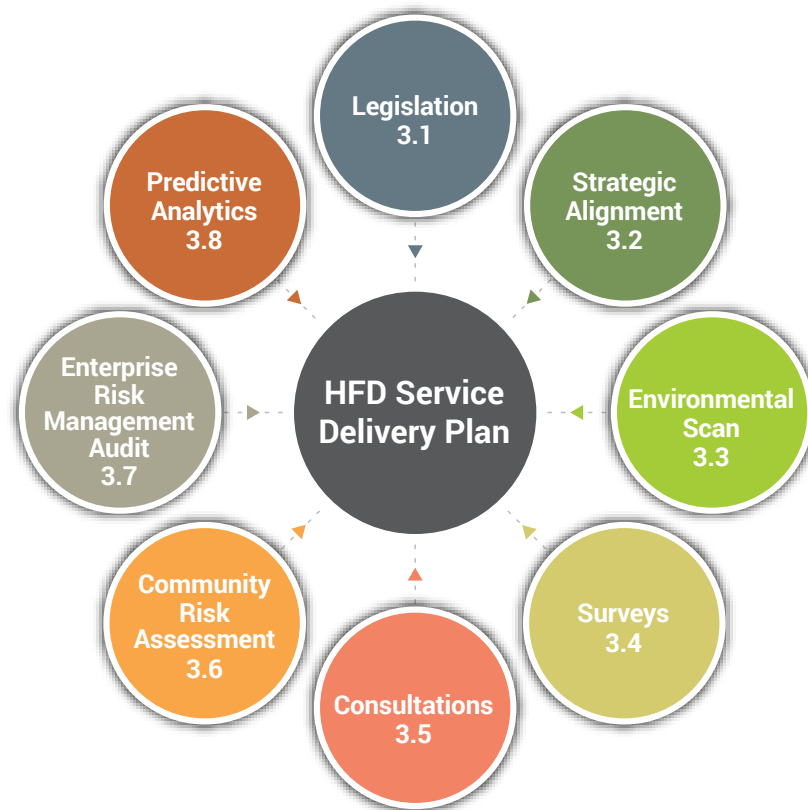 Legislation
3.1
Strategic
Alignment
3.2
Environmental
Scan
3.3
Surveys
3.4
Consultations
3.5
Community
Risk
Assessment
3.6
Enterprise
Risk
Management
Audit
3.7
Predictive
Analytics
3.8
HFD Service
Delivery Plan